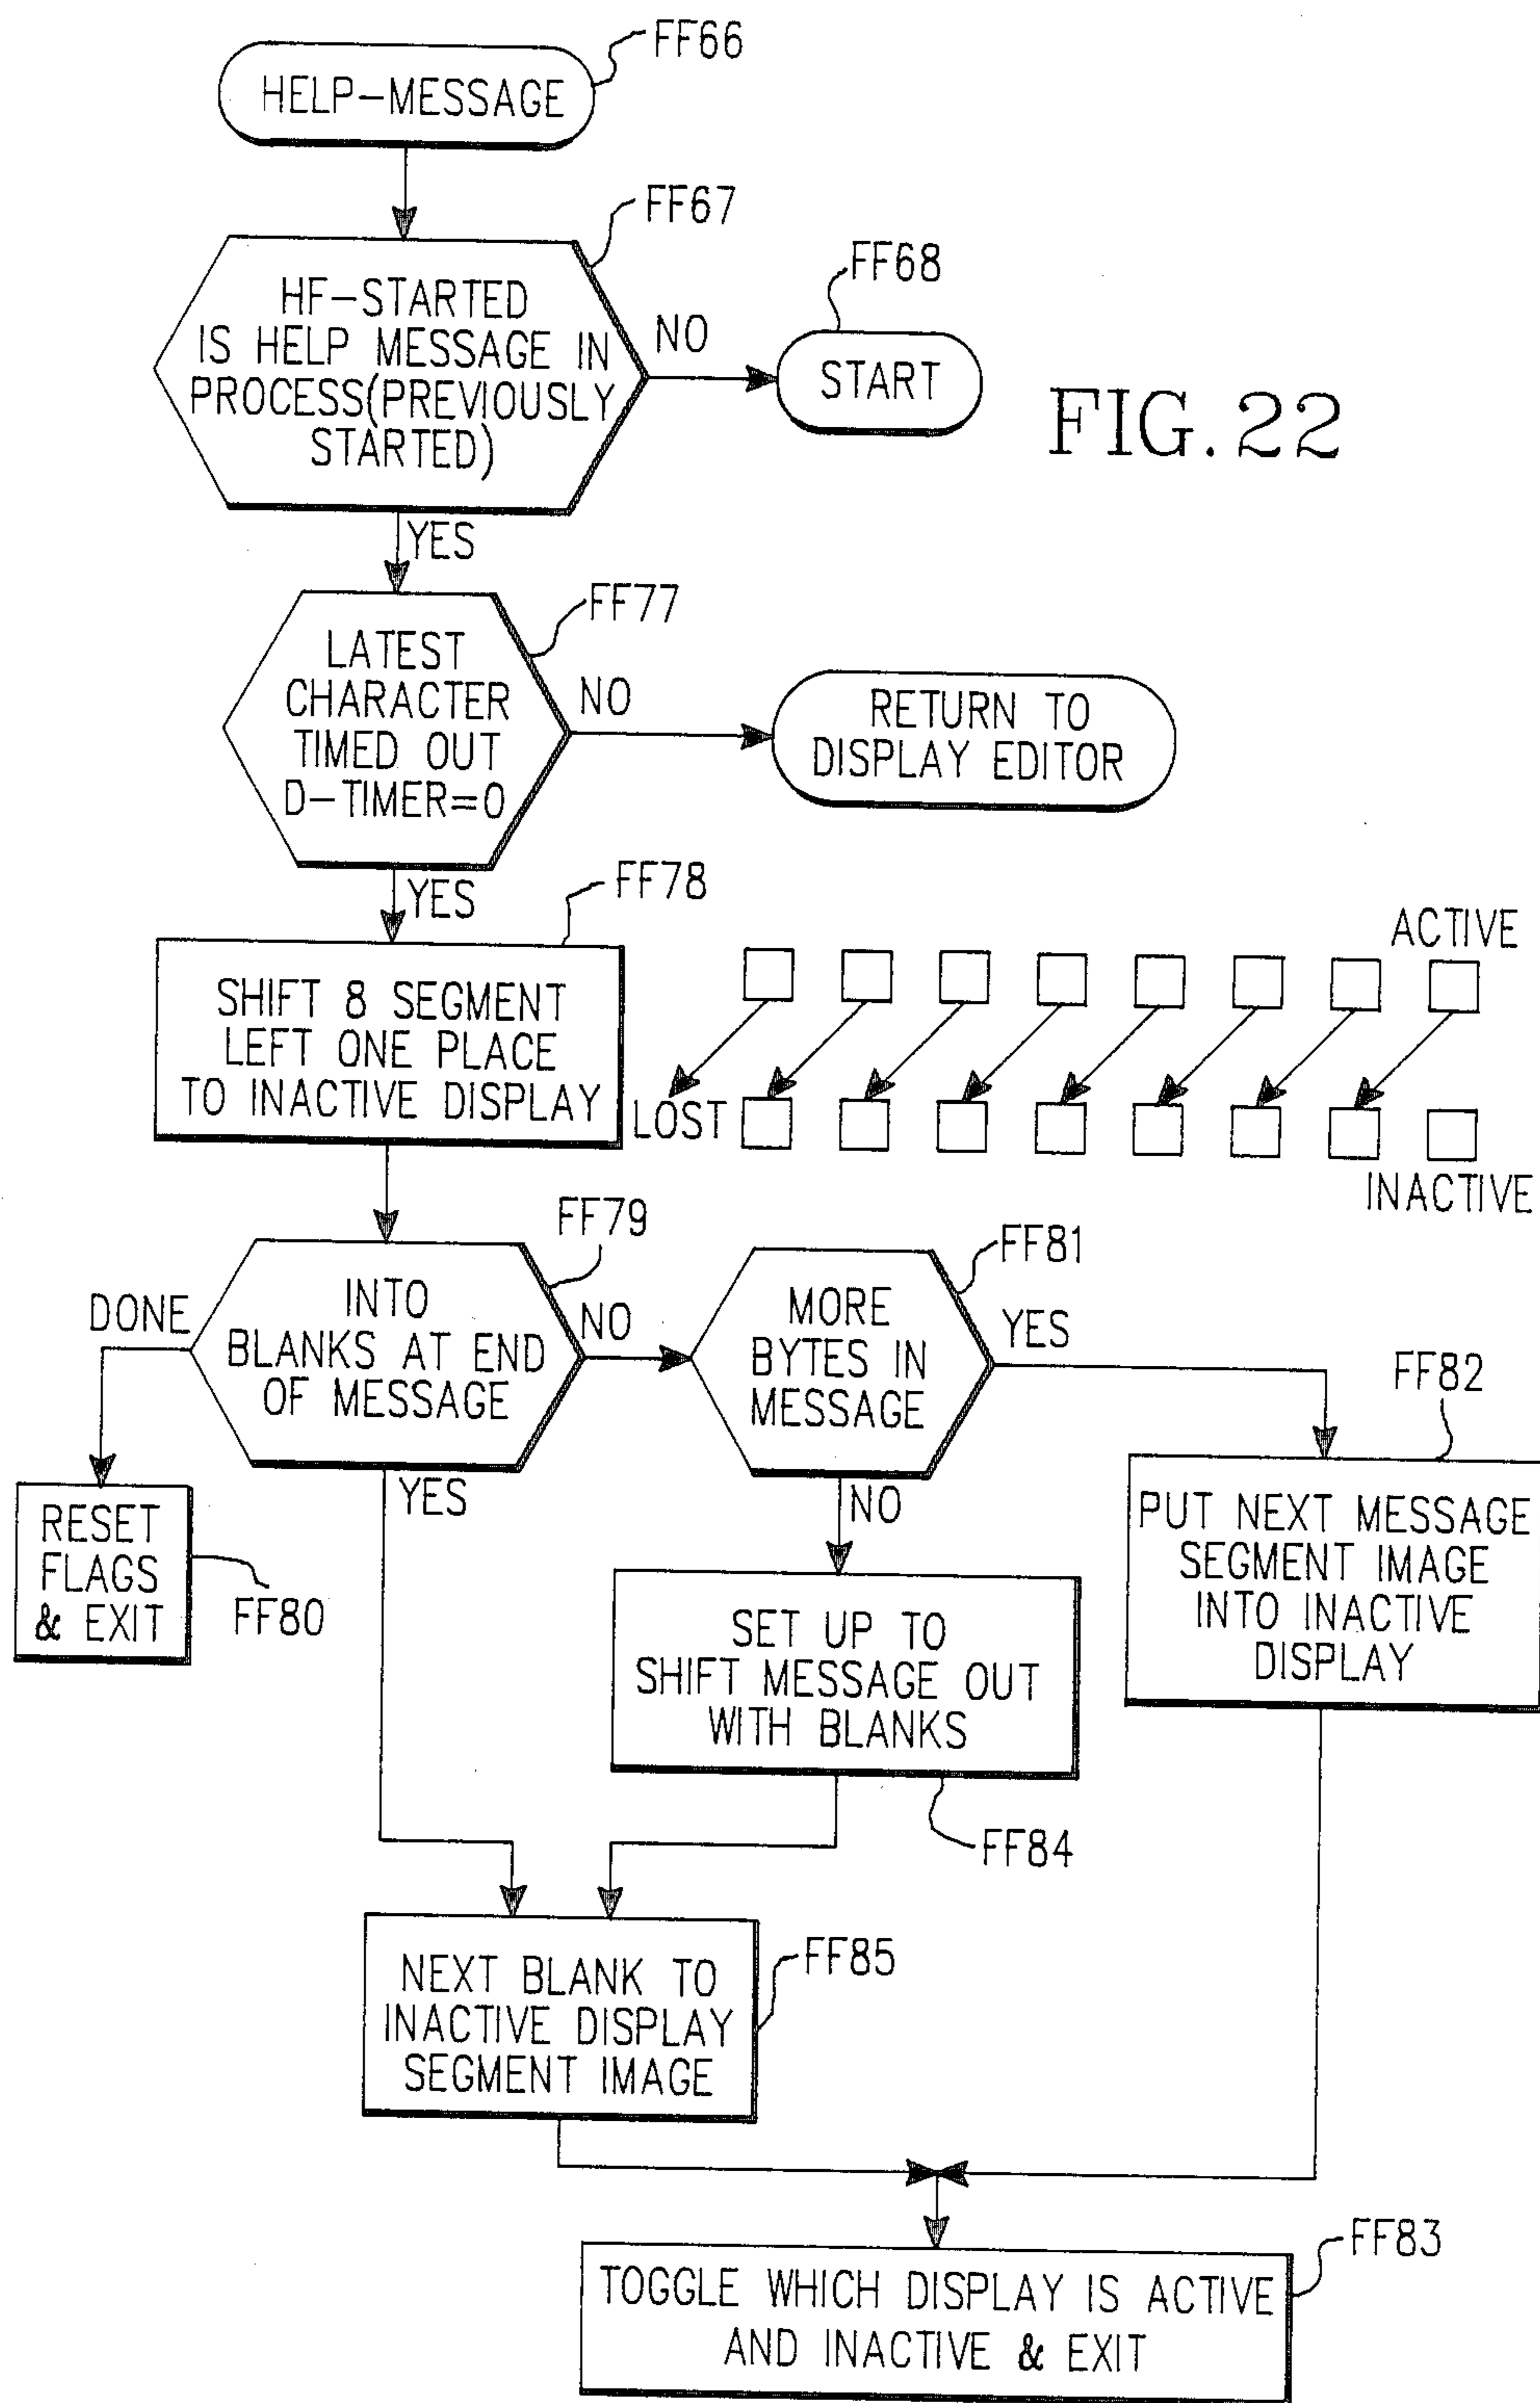 FF66
HELP-MESSAGE
FF67
HF-STARTED
IS HELP MESSAGE IN
PROCESS(PREVIOUSLY
STARTED)
NO
FF68
START
FIG. 22
YES
FF77
LATEST
CHARACTER
TIMED OUT
D-TIMER=0
NO
RETURN TO
DISPLAY EDITOR
YES
FF78
SHIFT 8 SEGMENT
LEFT ONE PLACE
TO INACTIVE DISPLAY
ACTIVE
LOST
INACTIVE
FF79
INTO
BLANKS AT END
OF MESSAGE
DONE
NO
YES
FF81
MORE
BYTES IN
MESSAGE
YES
NO
FF82
PUT NEXT MESSAGE
SEGMENT IMAGE
INTO INACTIVE
DISPLAY
RESET
FLAGS
& EXIT
FF80
SET UP TO
SHIFT MESSAGE OUT
WITH BLANKS
FF84
NEXT BLANK TO
INACTIVE DISPLAY
SEGMENT IMAGE
FF85
FF83
TOGGLE WHICH DISPLAY IS ACTIVE
AND INACTIVE & EXIT